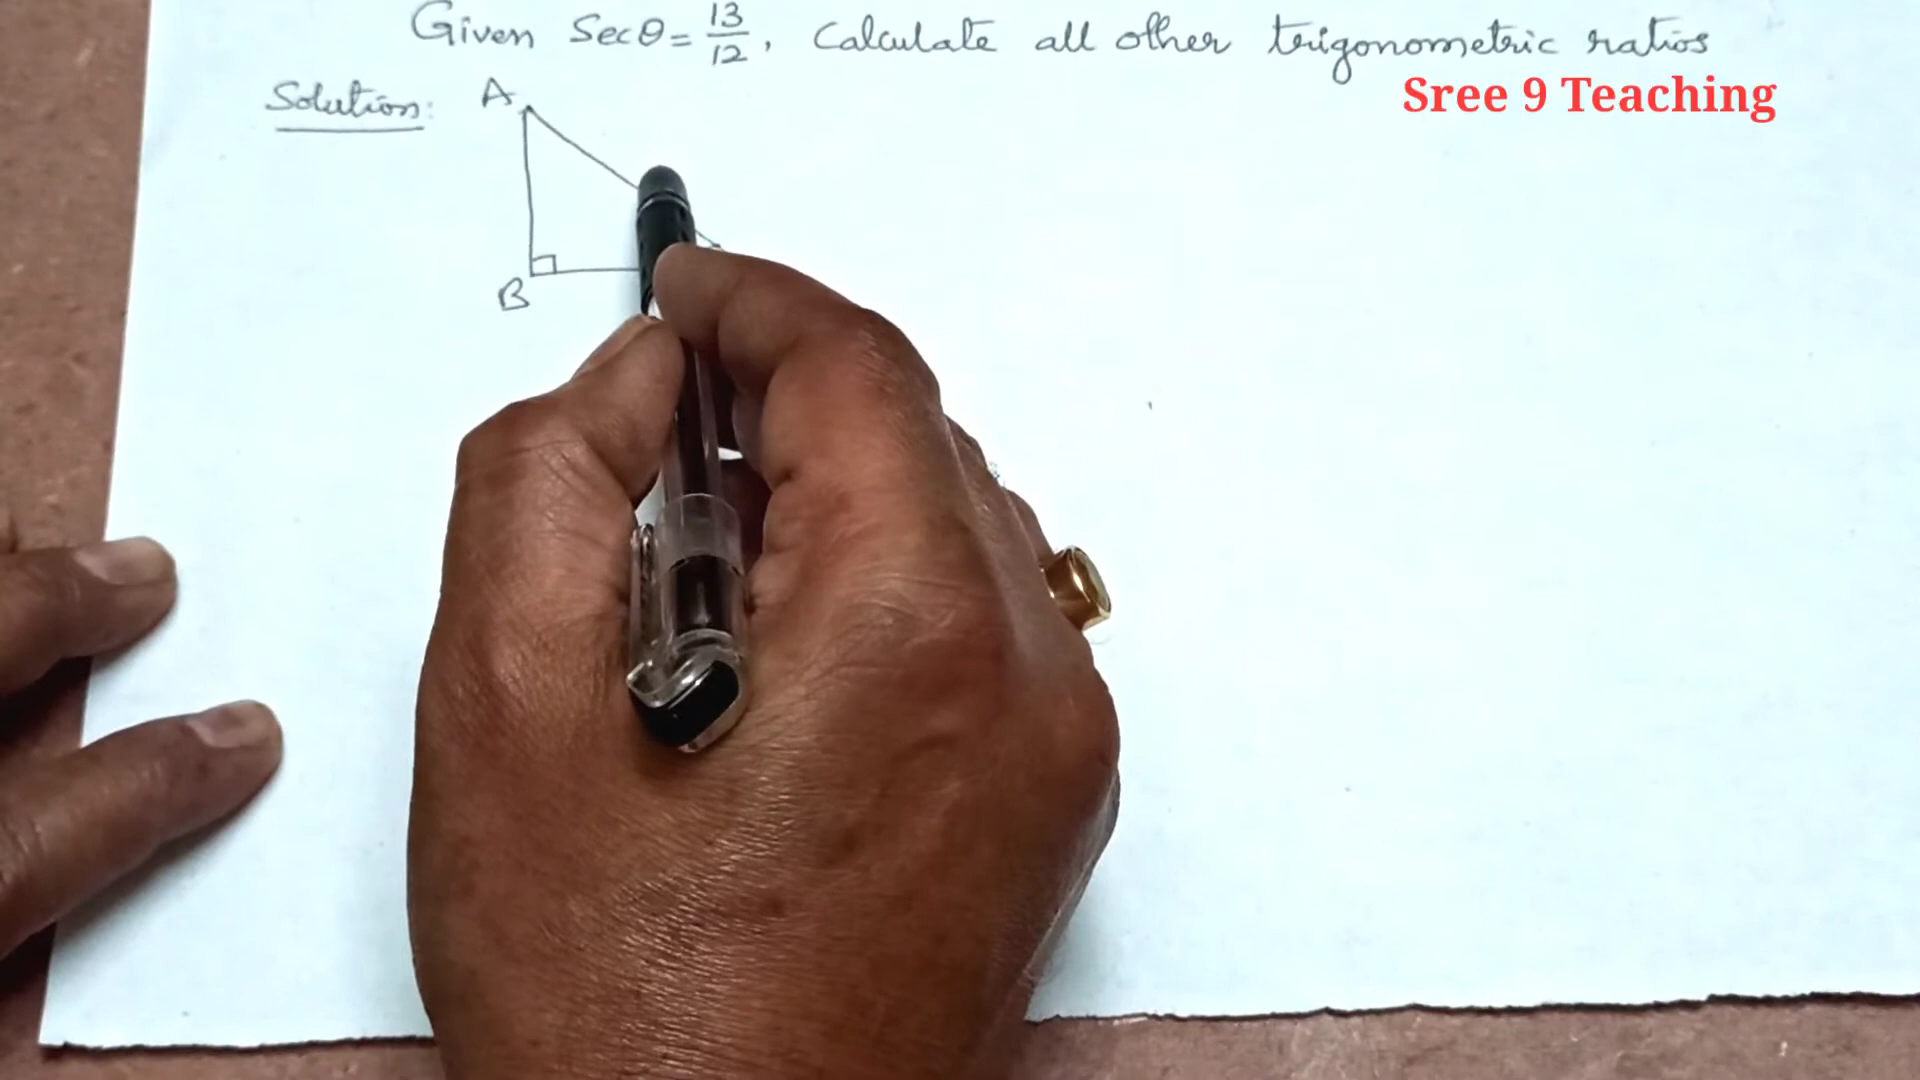 Given Secθ = 13/12, Calculate all other trigonometric ratios
Sree 9 Teaching
Solution:
A
B